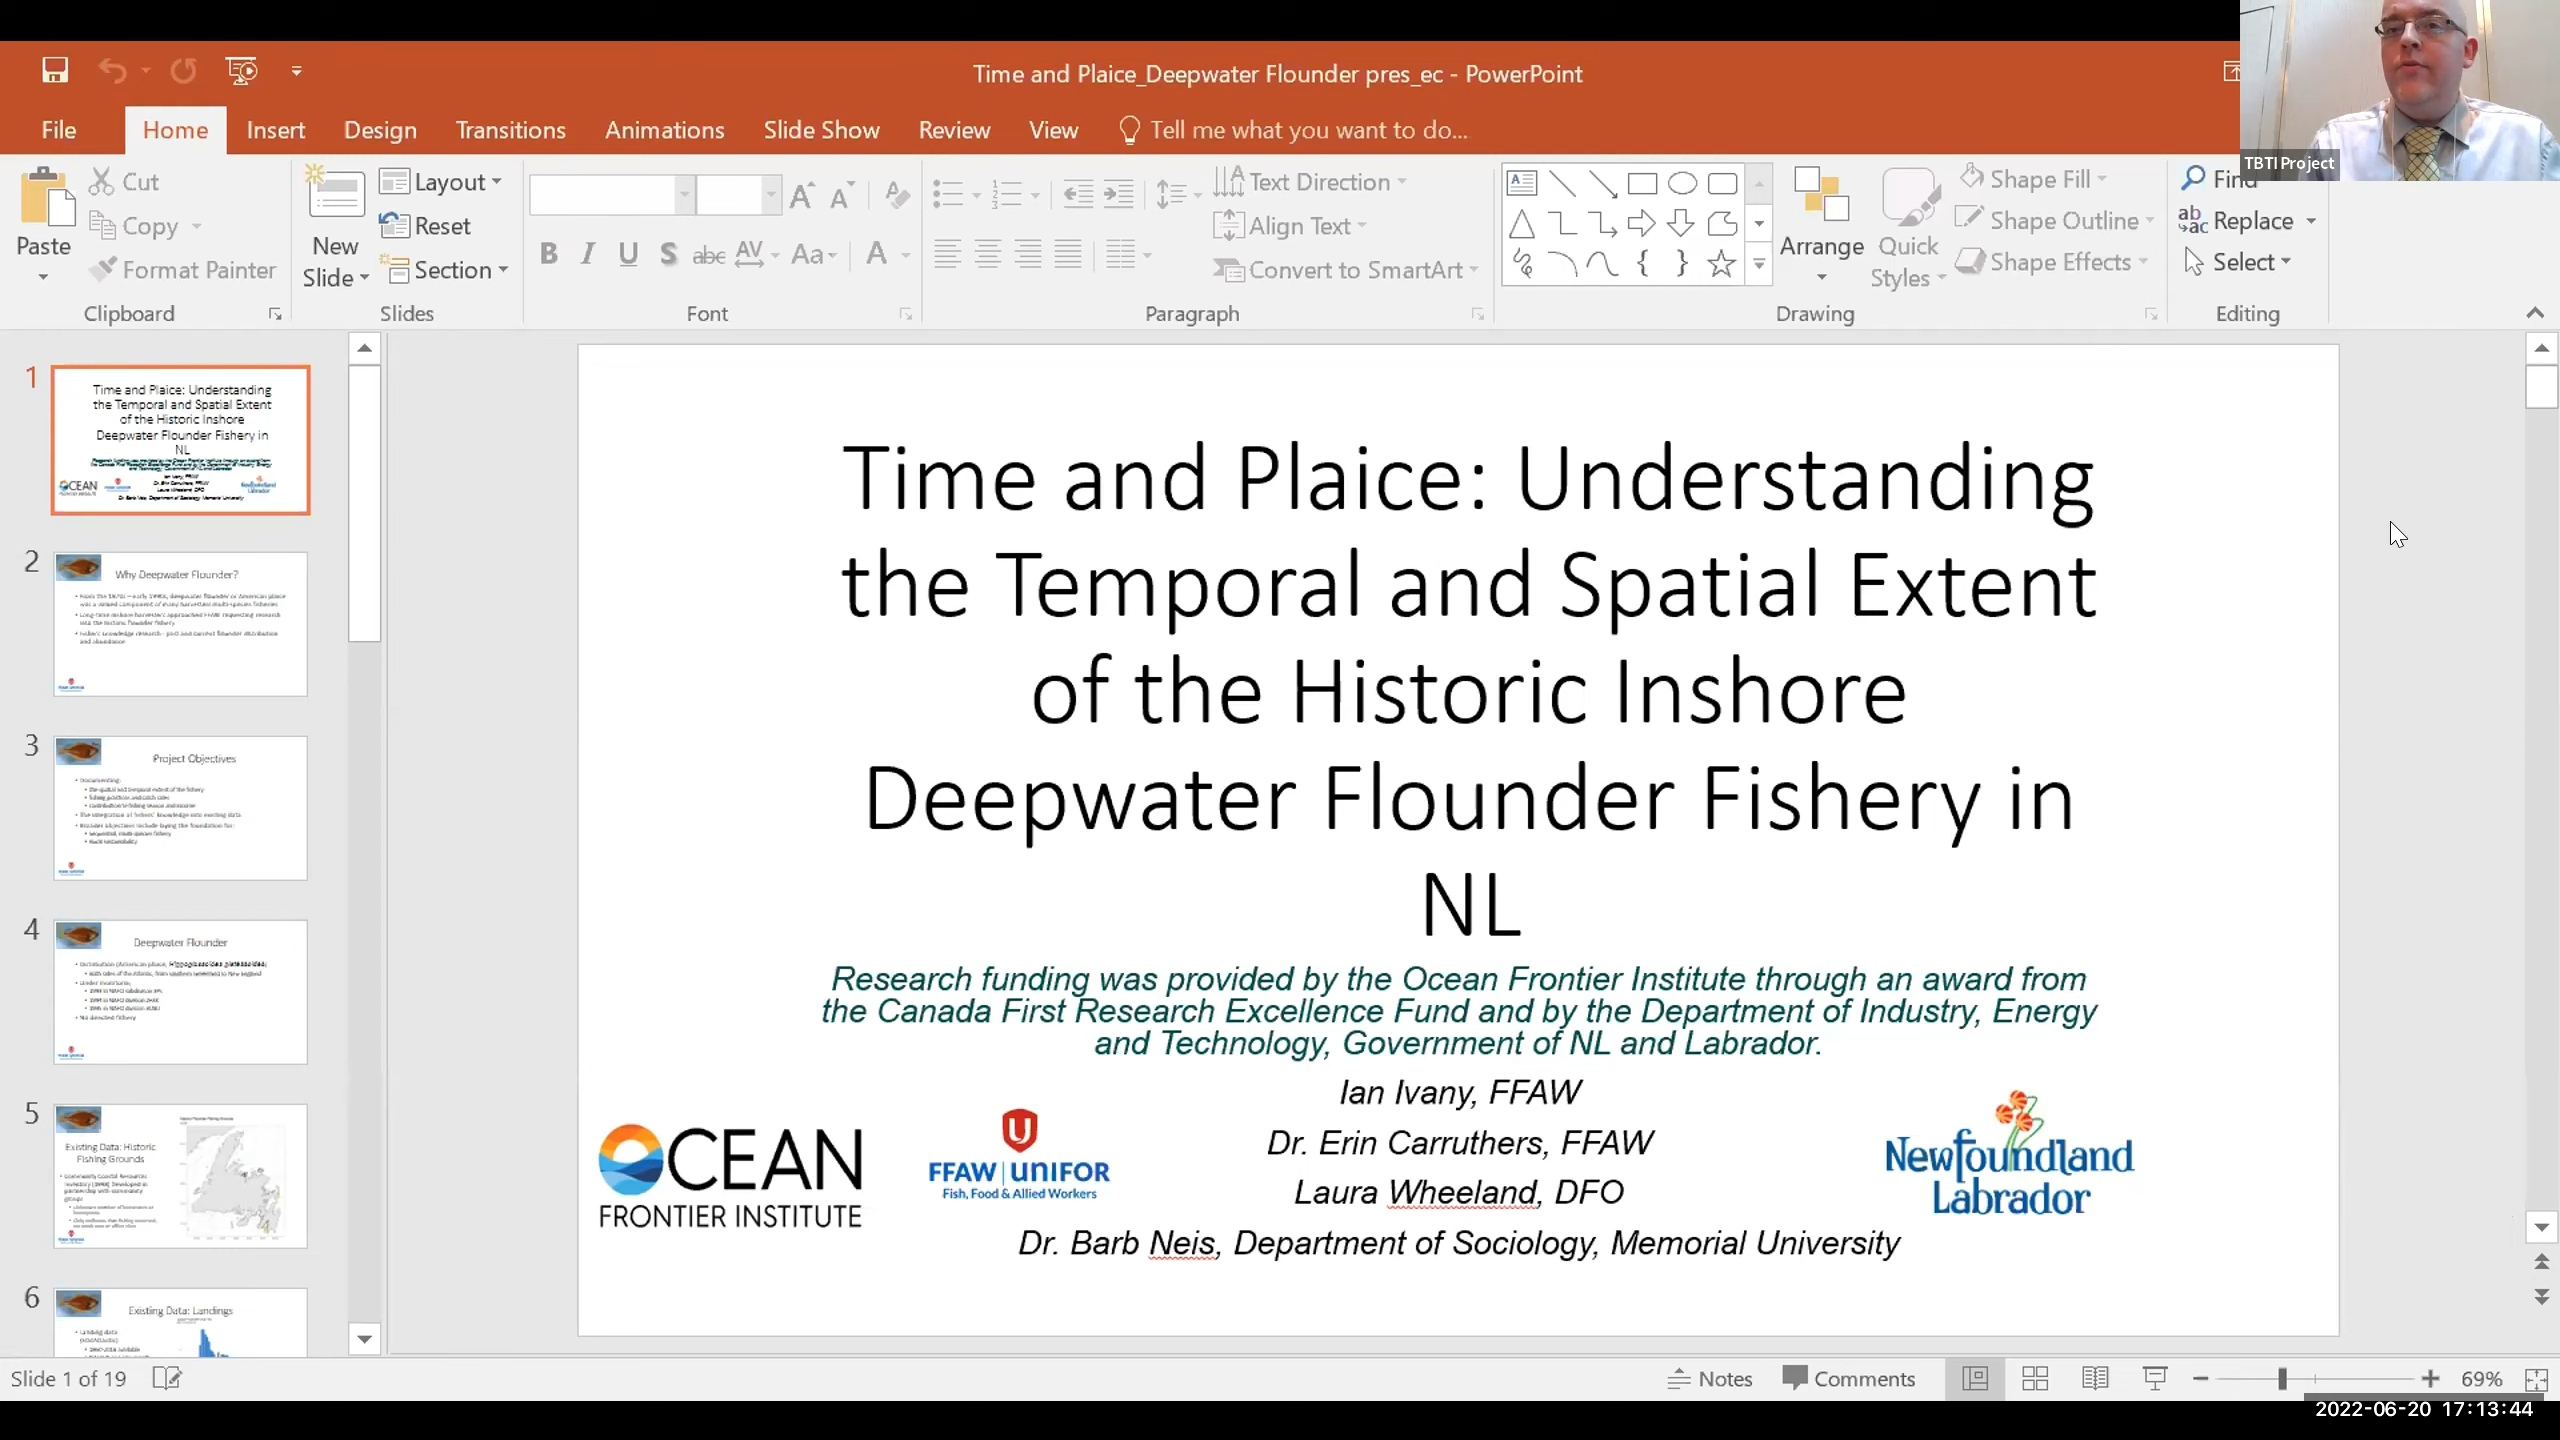 Time and Plaice_Deepwater Flounder pres_ec - PowerPoint
TBTI Project
File Home Insert Design Transitions Animations Slide Show Review View Tell me what you want to do...
Paste
Cut
Copy
Format Painter
Clipboard
New
Slide
Layout
Reset
Section
Slides
Font
Text Direction
Align Text
Convert to SmartArt
Paragraph
Arrange
Quick
Styles
Shape Fill
Shape Outline
Shape Effects
Drawing
Find
Replace
Select
Editing
1
Time and Plaice: Understanding
the Temporal and Spatial Extent
of the Historic Inshore
Deepwater Flounder Fishery in
NL
2
Why Deepwater Flounder?
3
Project Objectives
4
Deepwater Flounder
5
Existing Data: Historic
Fishing Grounds
6
Existing Data: Landings
Time and Plaice: Understanding
the Temporal and Spatial Extent
of the Historic Inshore
Deepwater Flounder Fishery in
NL
Research funding was provided by the Ocean Frontier Institute through an award from
the Canada First Research Excellence Fund and by the Department of Industry, Energy
and Technology, Government of NL and Labrador.
Ian Ivany, FFAW
Dr. Erin Carruthers, FFAW
Laura Wheeland, DFO
Dr. Barb Neis, Department of Sociology, Memorial University
OCEAN
FRONTIER INSTITUTE
FFAW | UNIFOR
Fish, Food & Allied Workers
Newfoundland
Labrador
Slide 1 of 19
Notes
Comments
69%
2022-06-20 17:13:44